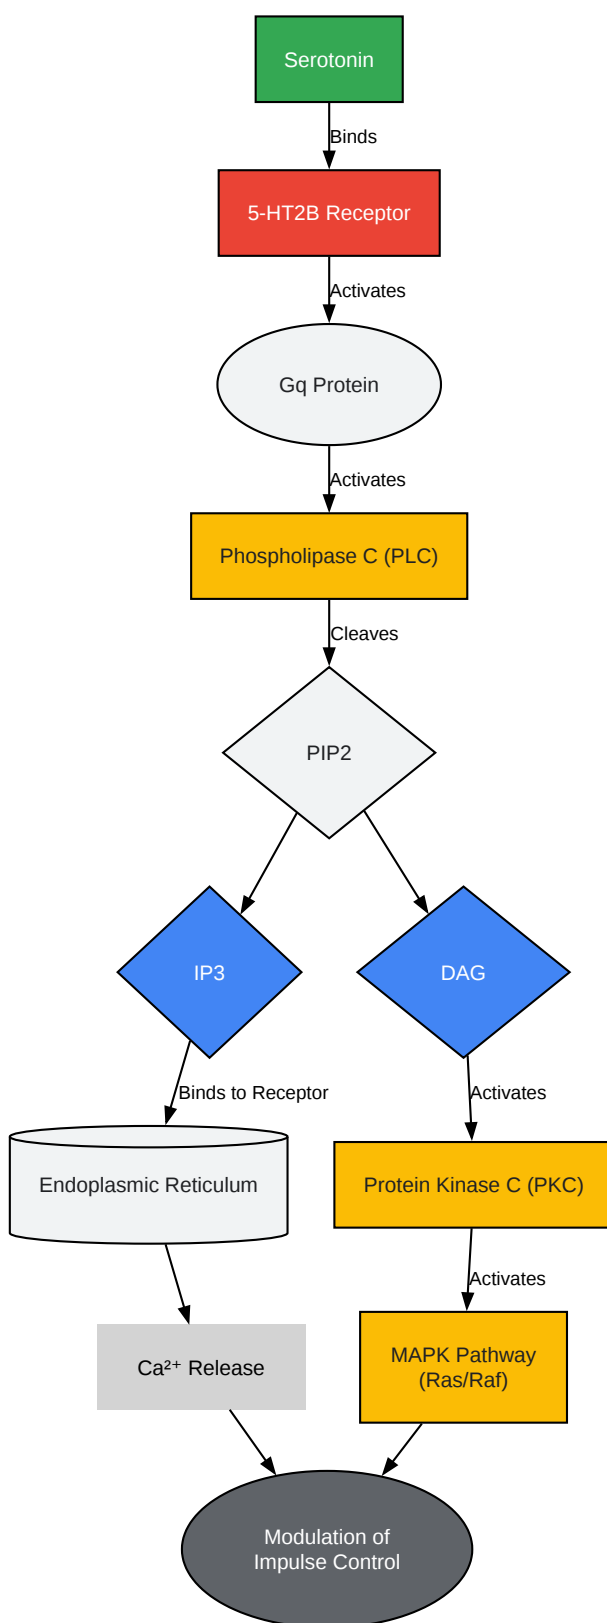 Serotonin
Binds
5-HT2B Receptor
Activates
Gq Protein
Activates
Phospholipase C (PLC)
Cleaves
PIP2
IP3
DAG
Binds to Receptor
Activates
Endoplasmic Reticulum
Protein Kinase C (PKC)
Activates
Ca²⁺ Release
MAPK Pathway
(Ras/Raf)
Modulation of
Impulse Control